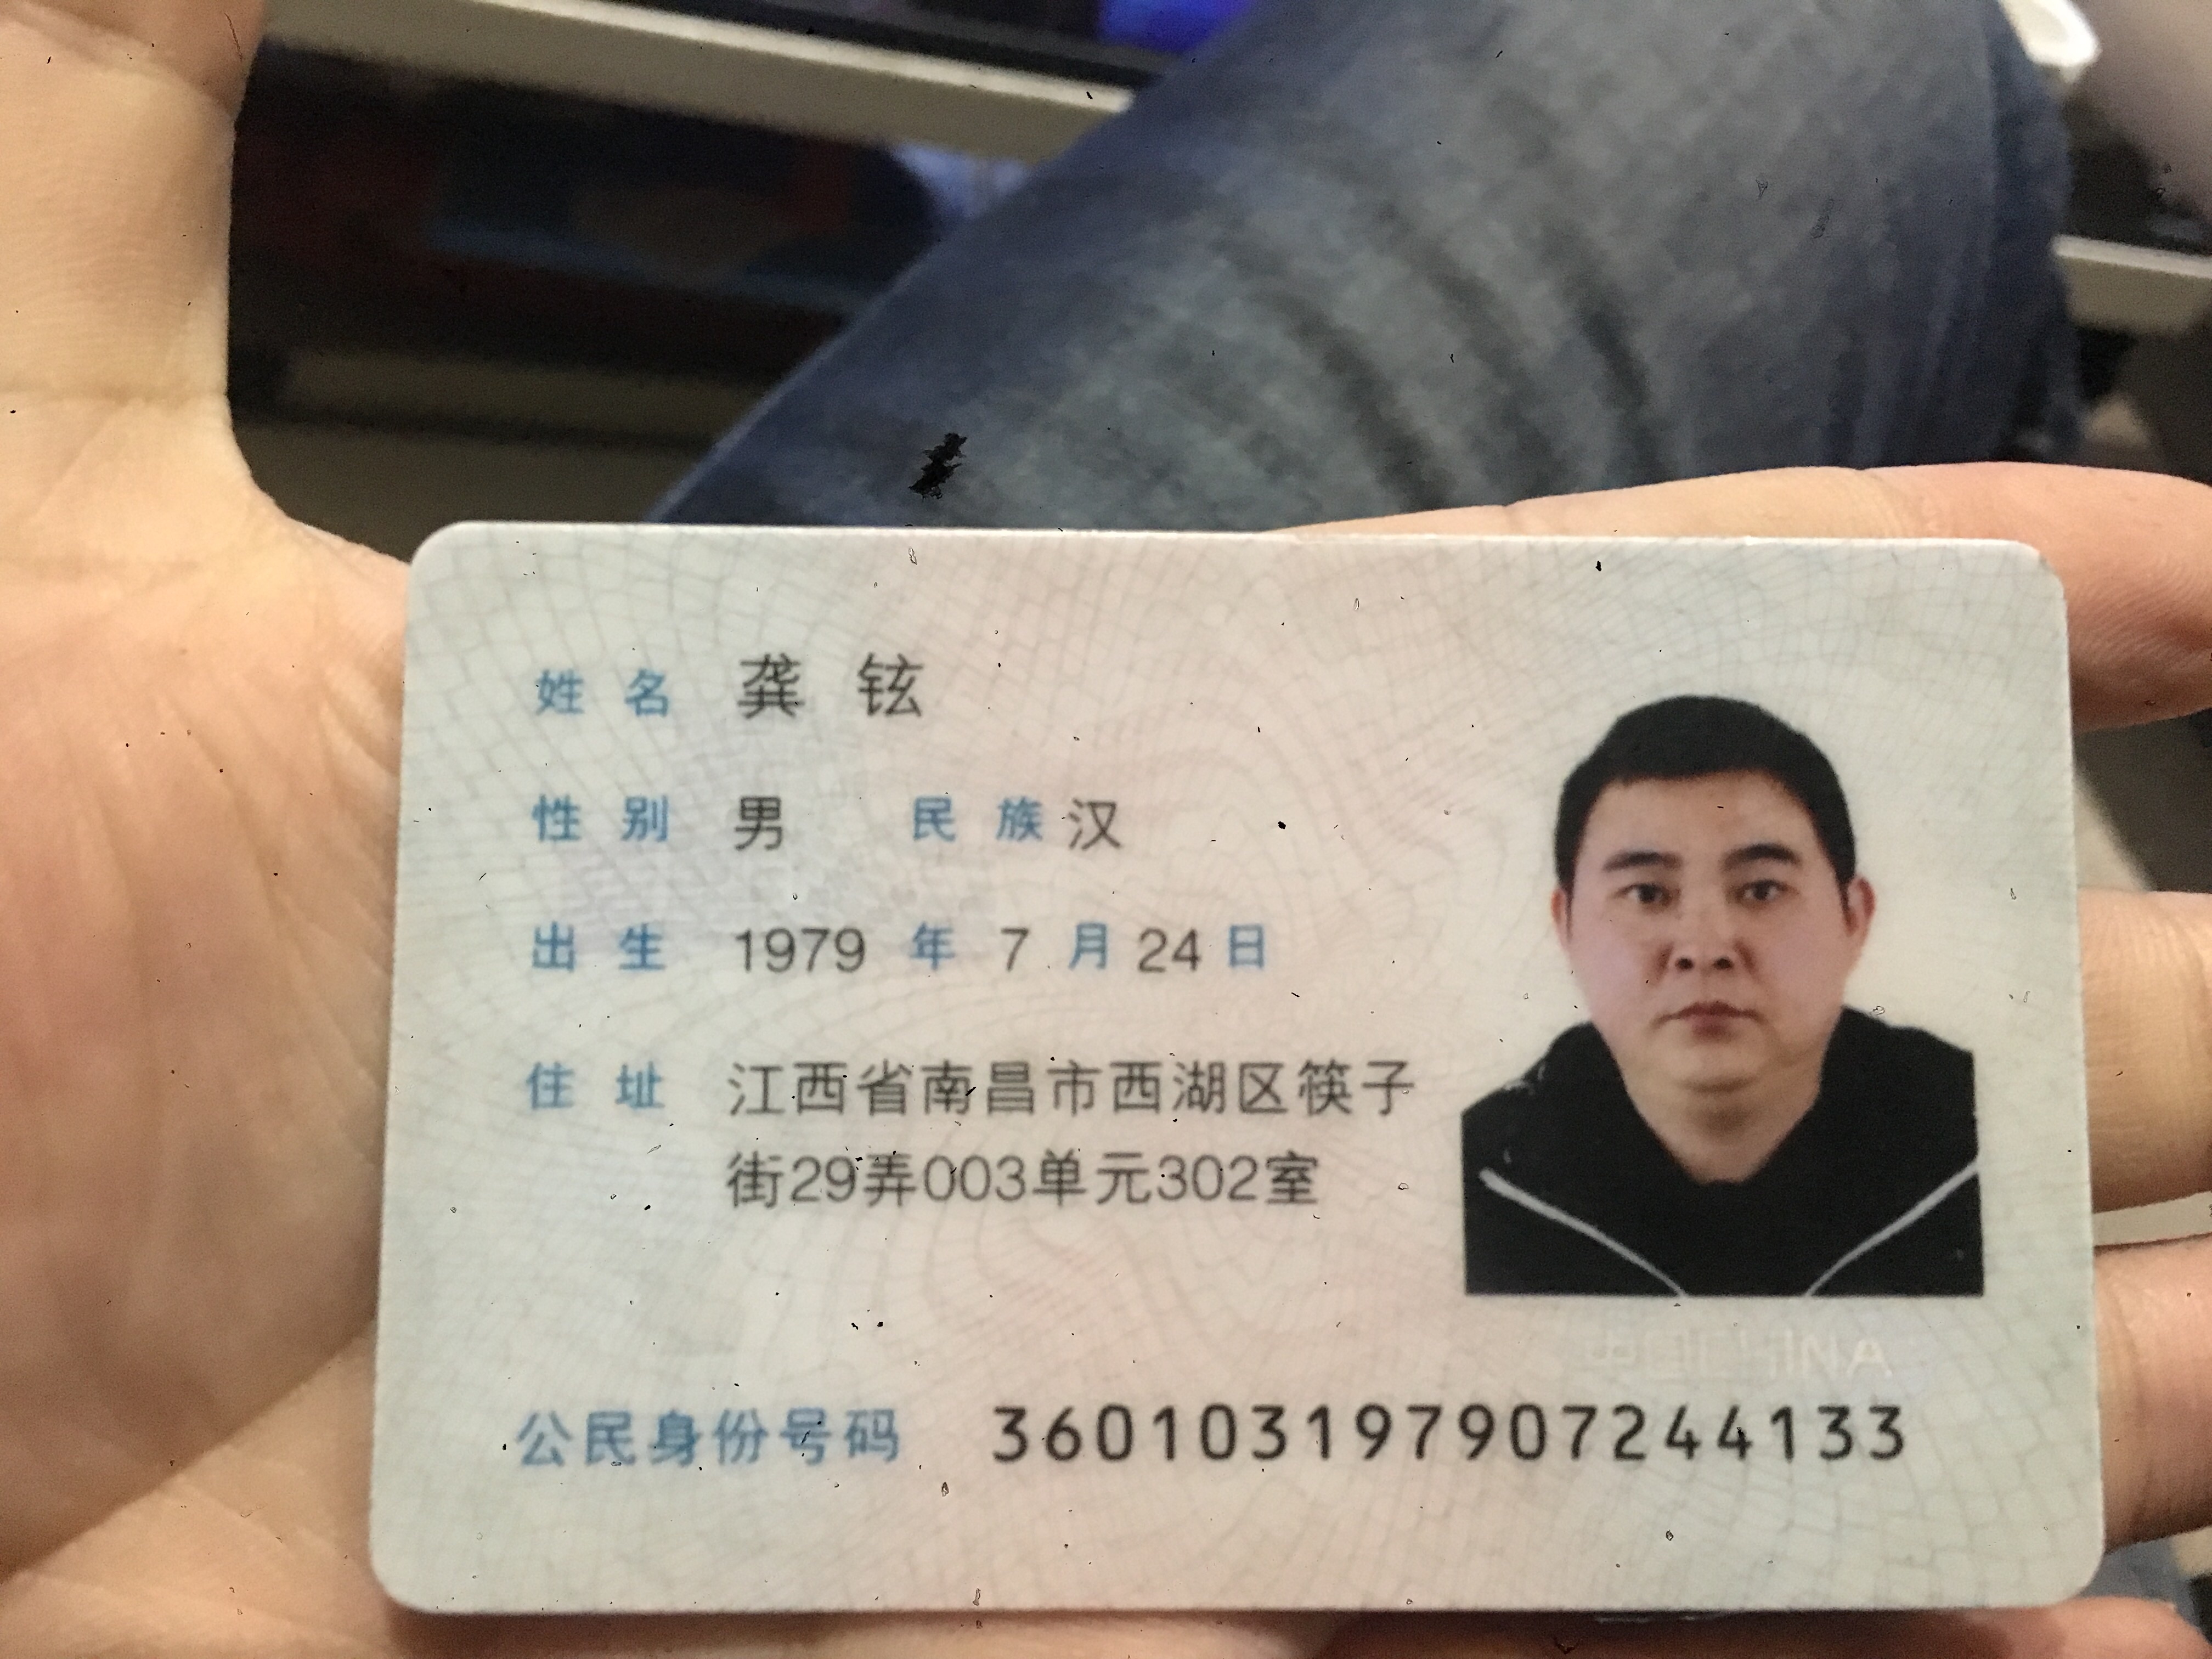 姓名 龚铉
性别 男 民族 汉
出生 1979 年 7 月 24 日
住址 江西省南昌市西湖区筷子
街29弄003单元302室
中国CHINA
公民身份号码 360103197907244133